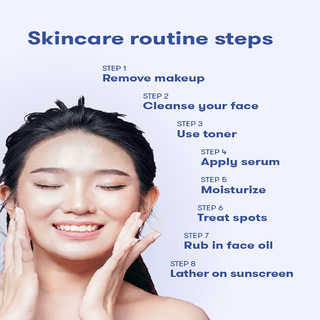 Skincare routine steps
STEP 1
Remove makeup
STEP 2
Cleanse your face
STEP 3
Use toner
STEP 4
Apply serum
STEP 5
Moisturize
STEP 6
Treat spots
STEP 7
Rub in face oil
STEP 8
Lather on sunscreen